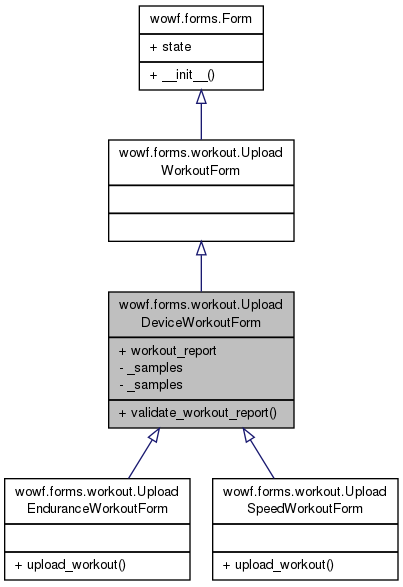 wowf.forms.Form
+ state
+ __init__()
wowf.forms.workout.Upload
WorkoutForm
wowf.forms.workout.Upload
DeviceWorkoutForm
+ workout_report
- _samples
- _samples
+ validate_workout_report()
wowf.forms.workout.Upload
EnduranceWorkoutForm
+ upload_workout()
wowf.forms.workout.Upload
SpeedWorkoutForm
+ upload_workout()